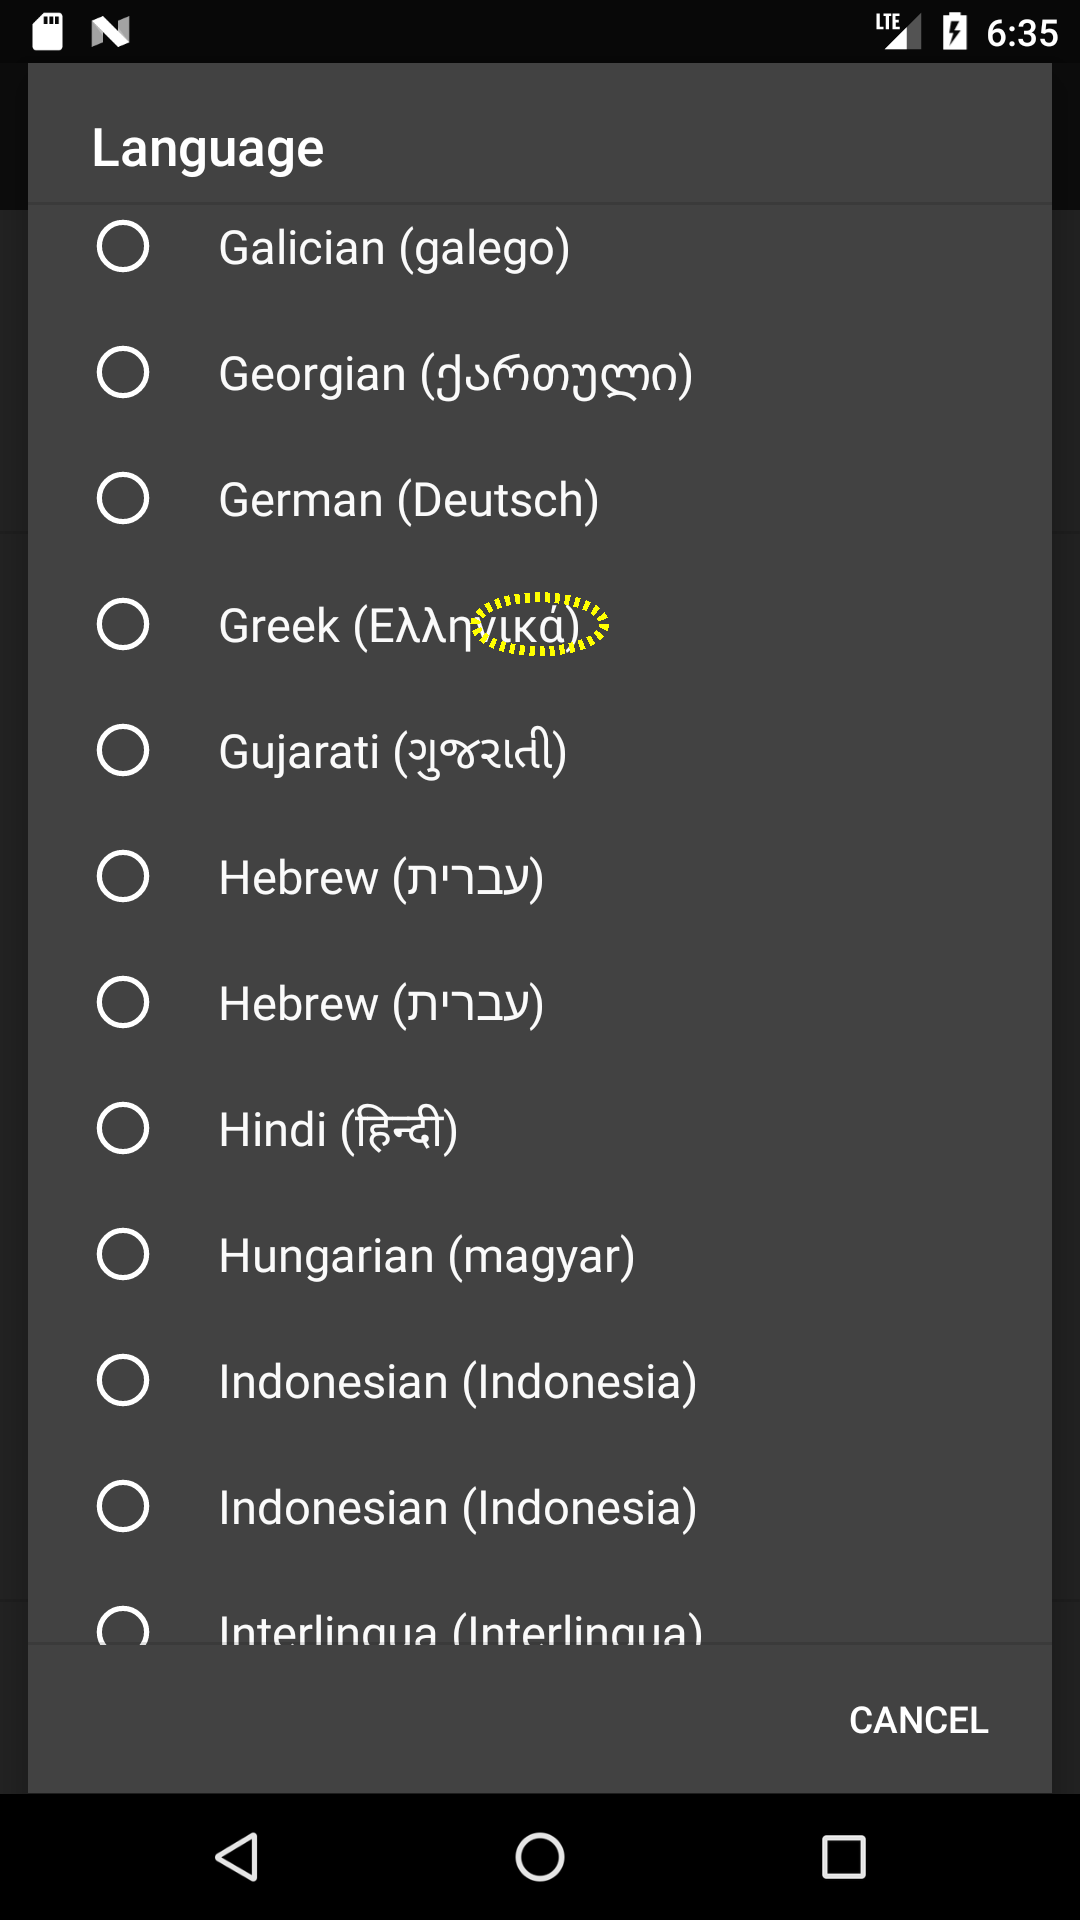 LTE 6:35
Language
Galician (galego)
Georgian (ქართული)
German (Deutsch)
Greek (Ελληνικά)
Gujarati (ગુજરાતી)
Hebrew (עברית)
Hebrew (עברית)
Hindi (हिन्दी)
Hungarian (magyar)
Indonesian (Indonesia)
Indonesian (Indonesia)
Interlingua (Interlingua)
CANCEL